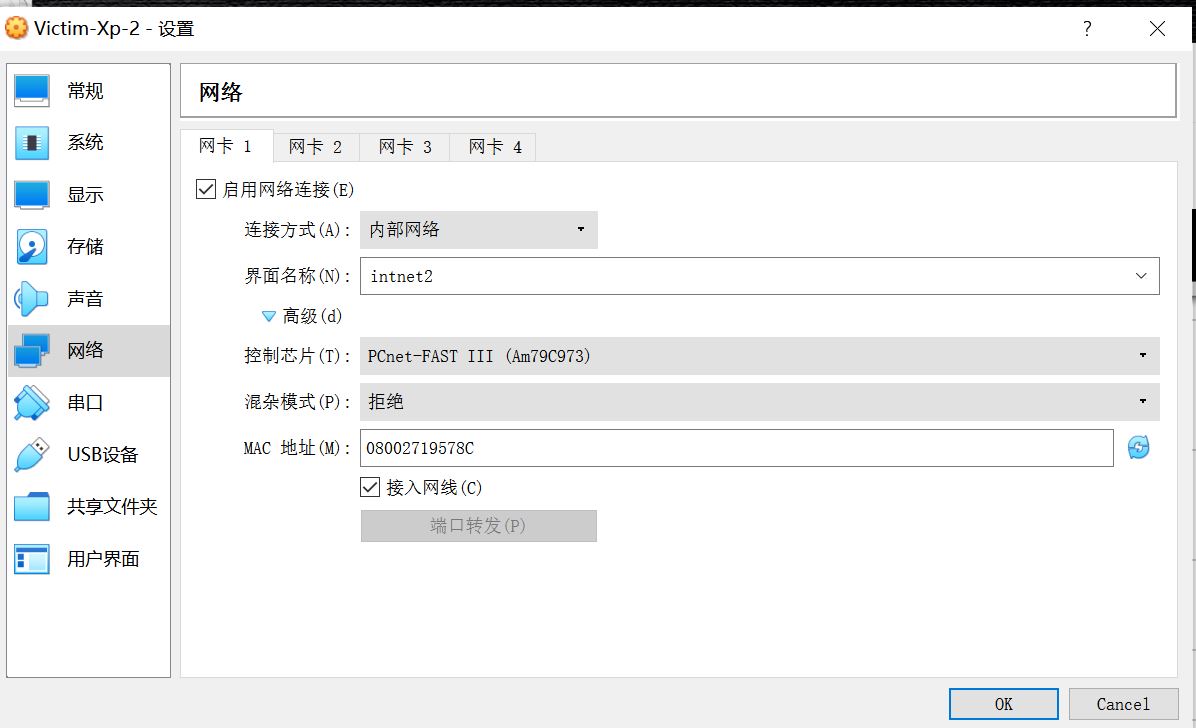 Victim-Xp-2 - 设置
?
常规
系统
显示
存储
声音
网络
串口
USB设备
共享文件夹
用户界面
网络
网卡 1 网卡 2 网卡 3 网卡 4
启用网络连接(E)
连接方式(A): 内部网络
界面名称(N): intnet2
高级(d)
控制芯片(T): PCnet-FAST III (Am79C973)
混杂模式(P): 拒绝
MAC 地址(M): 08002719578C
接入网线(C)
端口转发(P)
OK Cancel